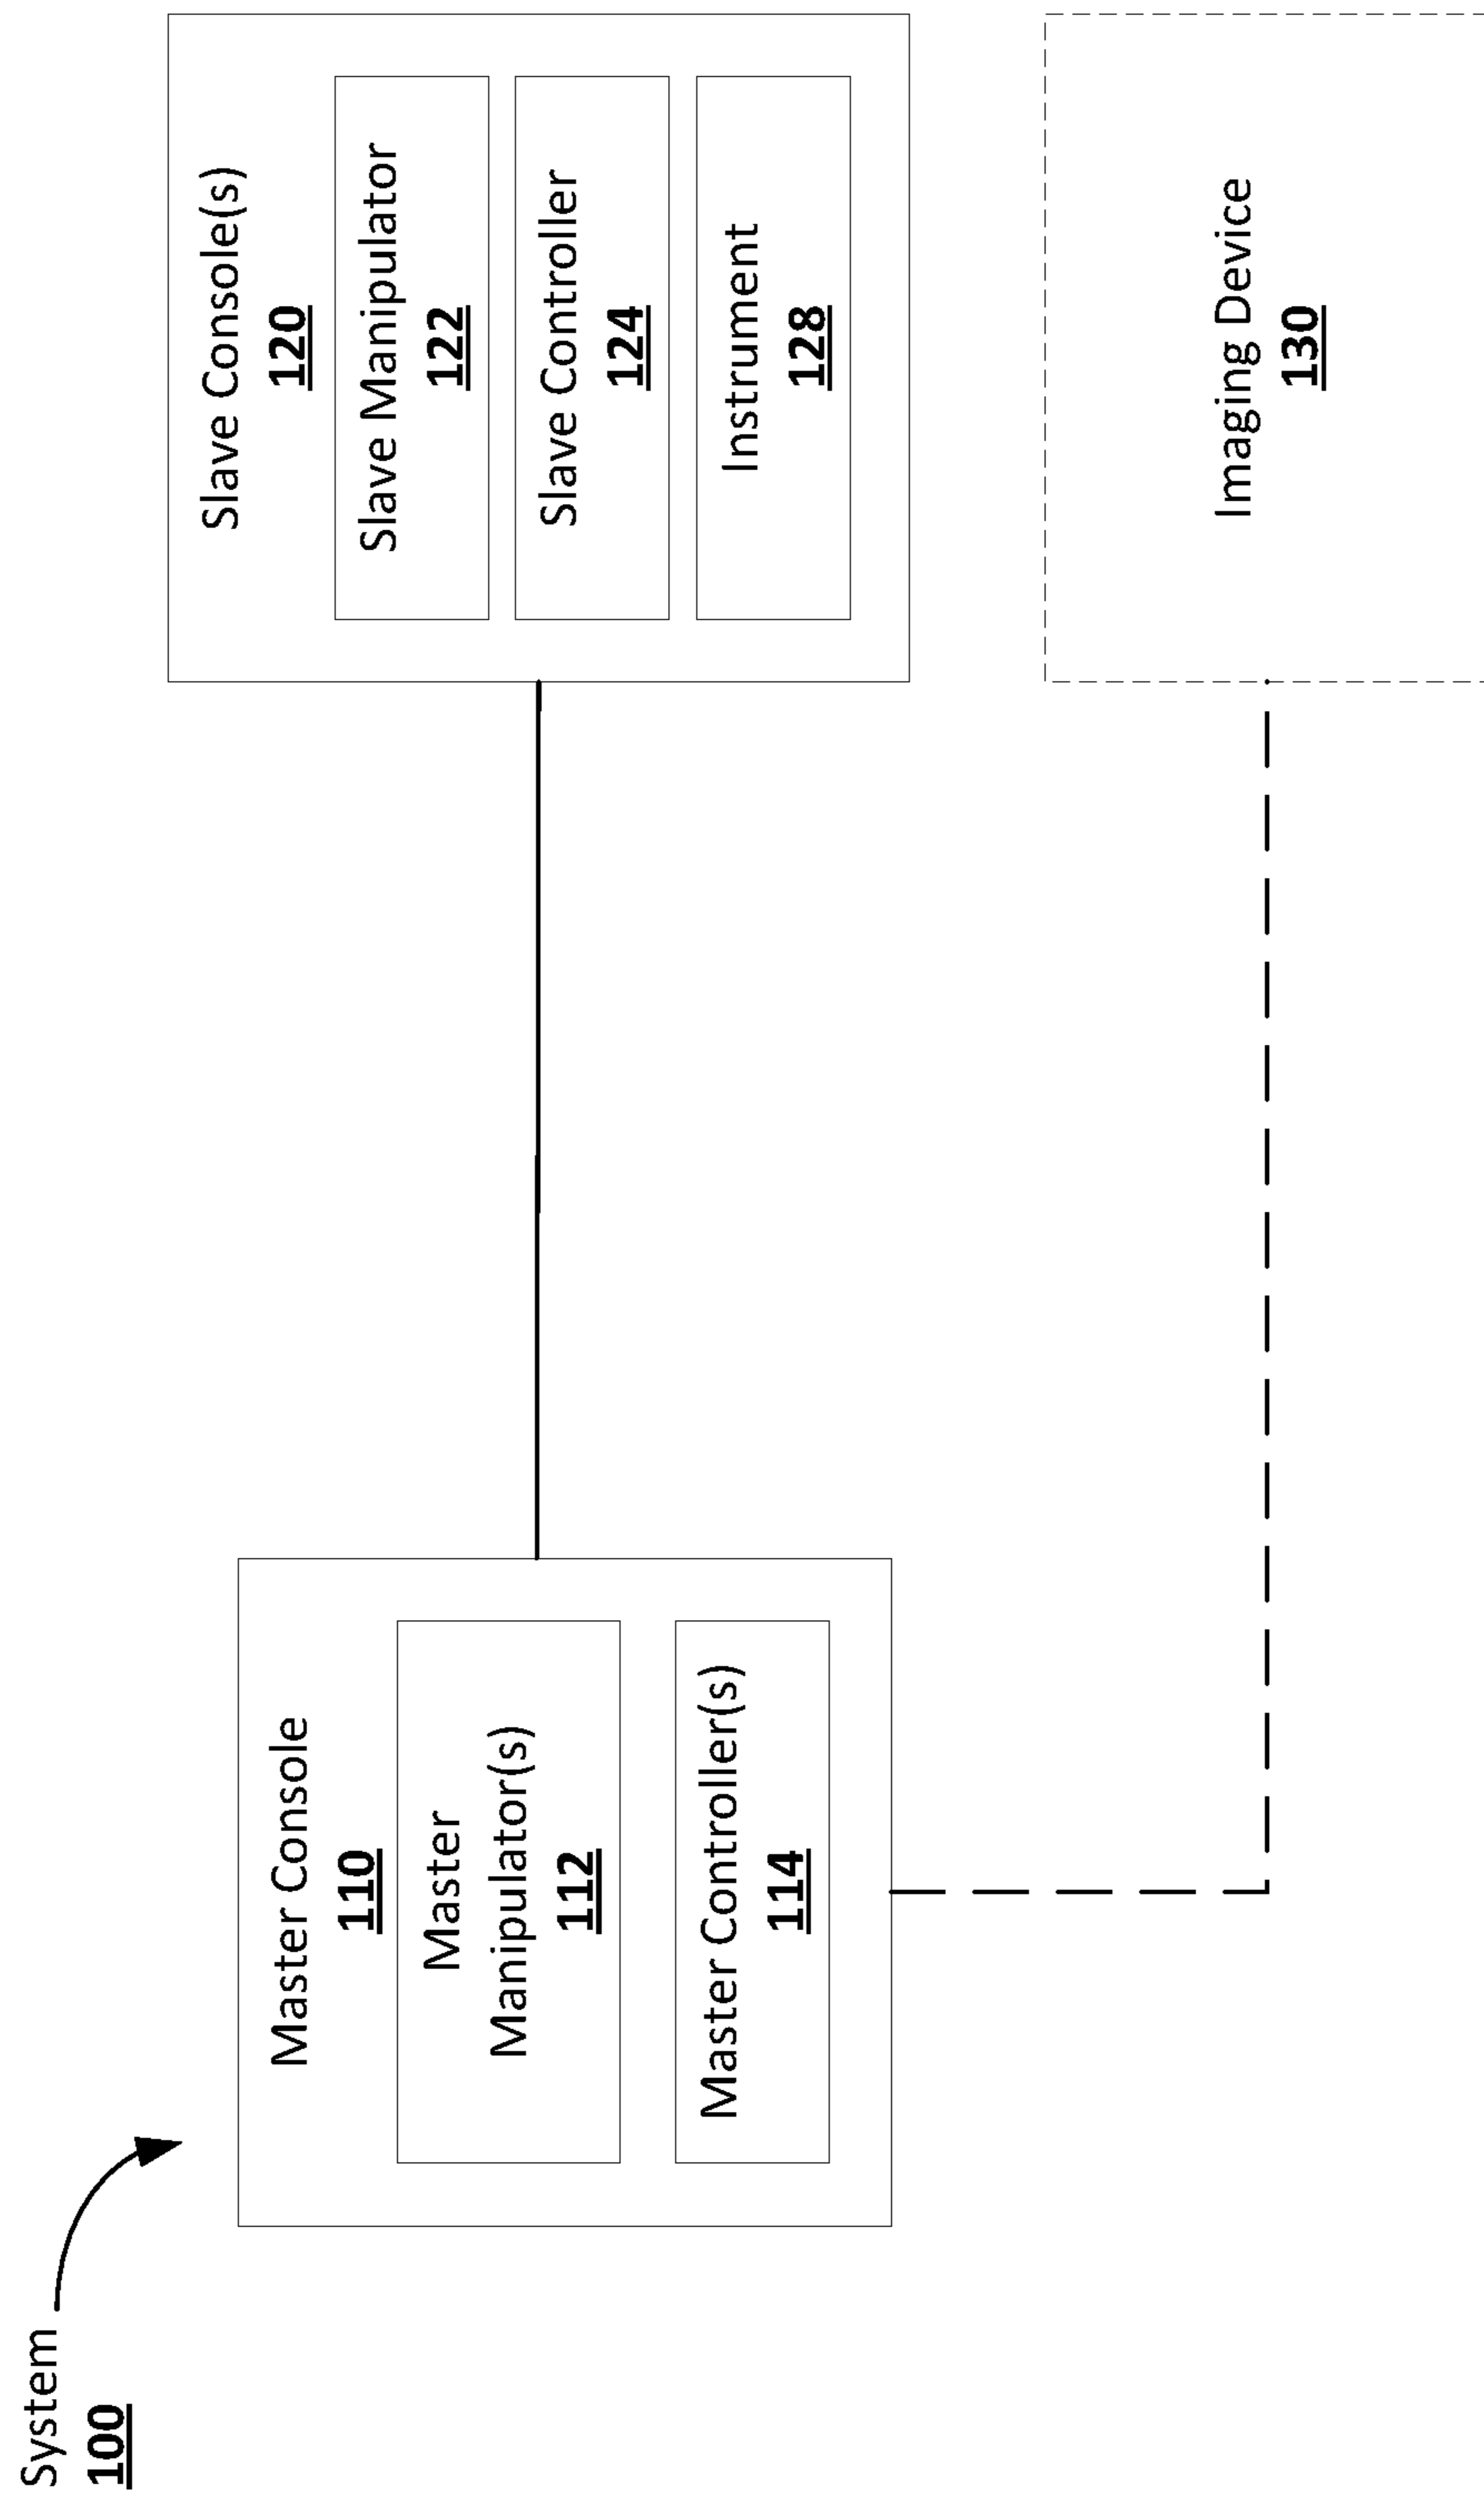 System
100
Master Console
110
Master
Manipulator(s)
112
Master Controller(s)
114
Slave Console(s)
120
Slave Manipulator
122
Slave Controller
124
Instrument
128
Imaging Device
130